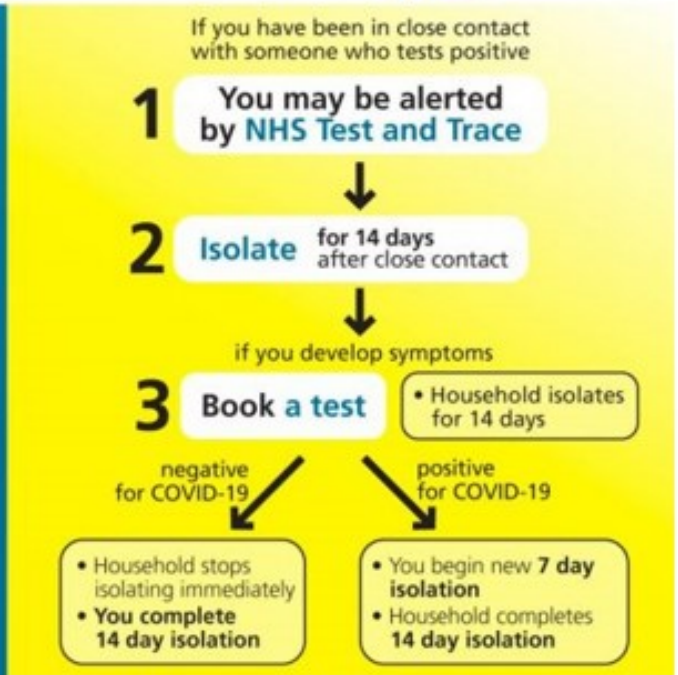 If you have been in close contact
with someone who tests positive
1
You may be alerted
by NHS Test and Trace
2
Isolate for 14 days
after close contact
if you develop symptoms
3
Book a test
• Household isolates
for 14 days
negative
for COVID-19
positive
for COVID-19
• Household stops
isolating immediately
• You complete
14 day isolation
• You begin new 7 day
isolation
• Household completes
14 day isolation